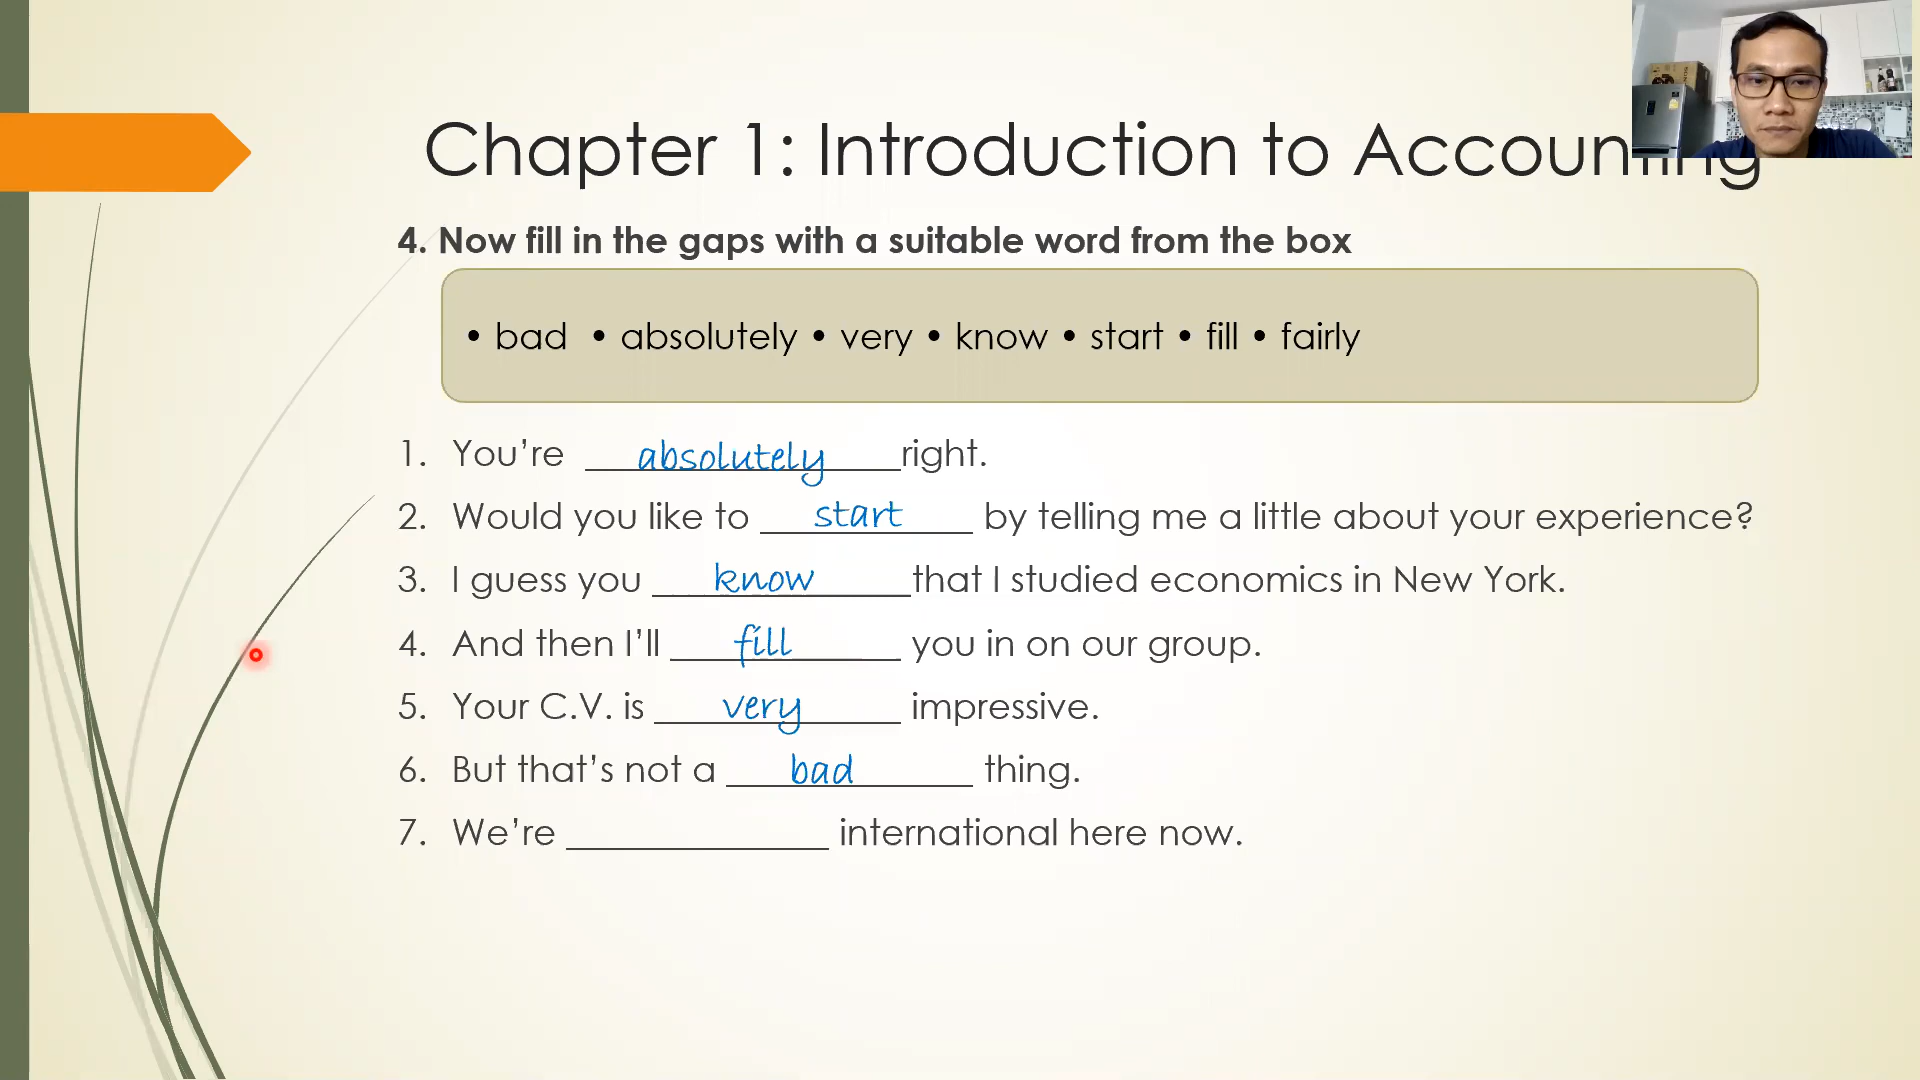 Chapter 1: Introduction to Accounting
4. Now fill in the gaps with a suitable word from the box
• bad • absolutely • very • know • start • fill • fairly
1. You’re absolutely right.
2. Would you like to start by telling me a little about your experience?
3. I guess you know that I studied economics in New York.
4. And then I’ll fill you in on our group.
5. Your C.V. is very impressive.
6. But that’s not a bad thing.
7. We’re ______________ international here now.